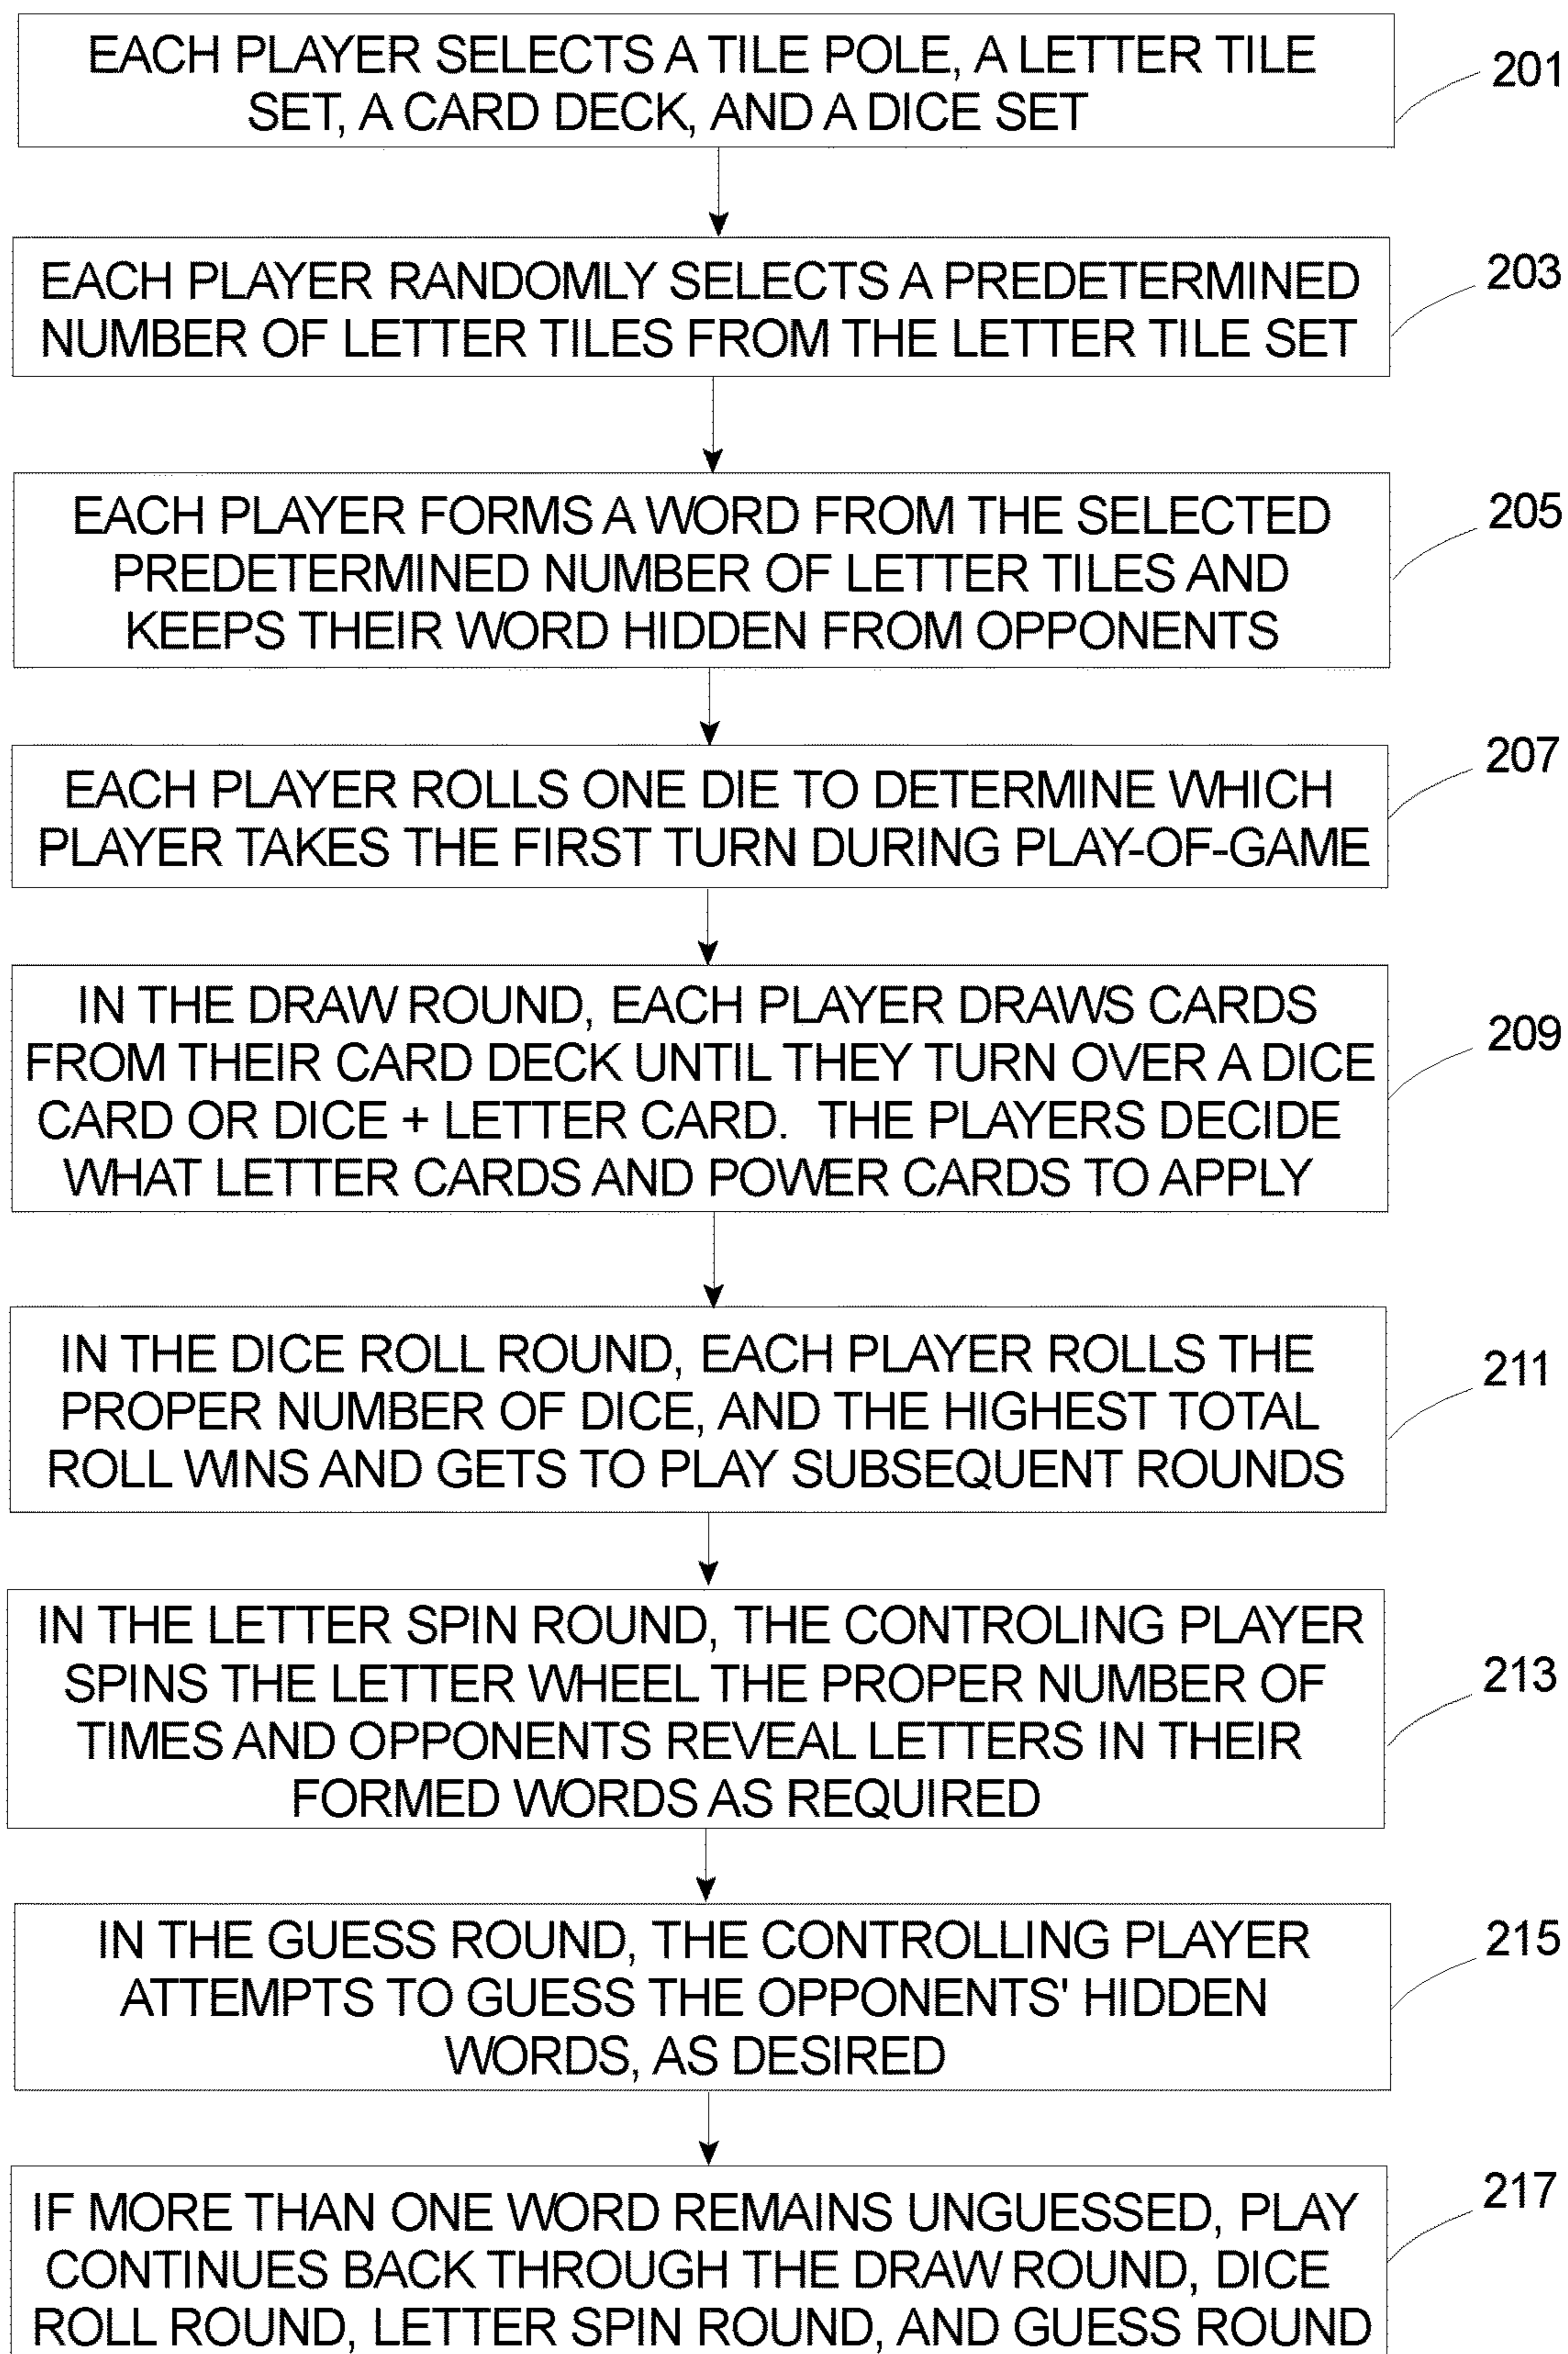 EACH PLAYER SELECTS A TILE POLE, A LETTER TILE
SET, A CARD DECK, AND A DICE SET
201
EACH PLAYER RANDOMLY SELECTS A PREDETERMINED
NUMBER OF LETTER TILES FROM THE LETTER TILE SET
203
EACH PLAYER FORMS A WORD FROM THE SELECTED
PREDETERMINED NUMBER OF LETTER TILES AND
KEEPS THEIR WORD HIDDEN FROM OPPONENTS
205
EACH PLAYER ROLLS ONE DIE TO DETERMINE WHICH
PLAYER TAKES THE FIRST TURN DURING PLAY-OF-GAME
207
IN THE DRAW ROUND, EACH PLAYER DRAWS CARDS
FROM THEIR CARD DECK UNTIL THEY TURN OVER A DICE
CARD OR DICE + LETTER CARD. THE PLAYERS DECIDE
WHAT LETTER CARDS AND POWER CARDS TO APPLY
209
IN THE DICE ROLL ROUND, EACH PLAYER ROLLS THE
PROPER NUMBER OF DICE, AND THE HIGHEST TOTAL
ROLL WINS AND GETS TO PLAY SUBSEQUENT ROUNDS
211
IN THE LETTER SPIN ROUND, THE CONTROLING PLAYER
SPINS THE LETTER WHEEL THE PROPER NUMBER OF
TIMES AND OPPONENTS REVEAL LETTERS IN THEIR
FORMED WORDS AS REQUIRED
213
IN THE GUESS ROUND, THE CONTROLLING PLAYER
ATTEMPTS TO GUESS THE OPPONENTS' HIDDEN
WORDS, AS DESIRED
215
IF MORE THAN ONE WORD REMAINS UNGUESSED, PLAY
CONTINUES BACK THROUGH THE DRAW ROUND, DICE
ROLL ROUND, LETTER SPIN ROUND, AND GUESS ROUND
217